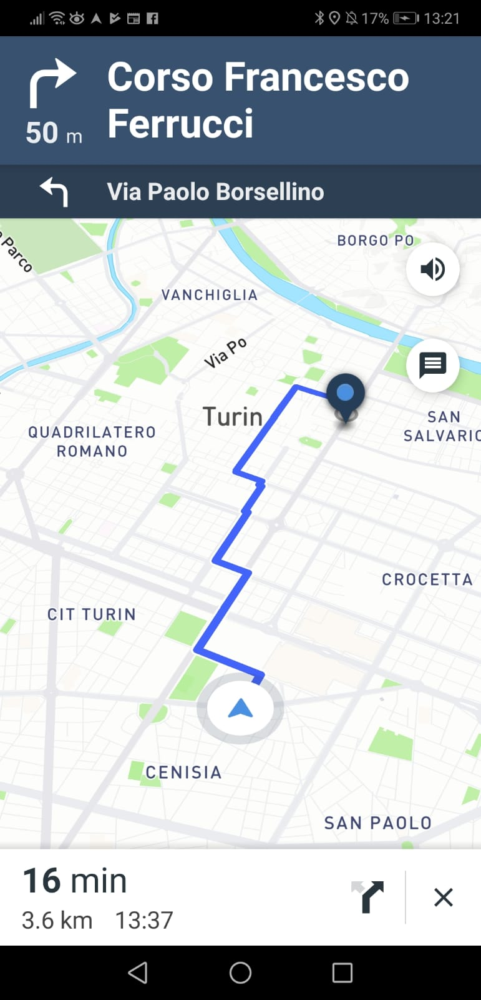 17% 13:21
Corso Francesco
Ferrucci
50 m
Via Paolo Borsellino
Parco
BORGO PO
VANCHIGLIA
Via Po
Turin
SAN
SALVARIO
QUADRILATERO
ROMANO
CROCETTA
CIT TURIN
CENISIA
SAN PAOLO
16 min
3.6 km 13:37